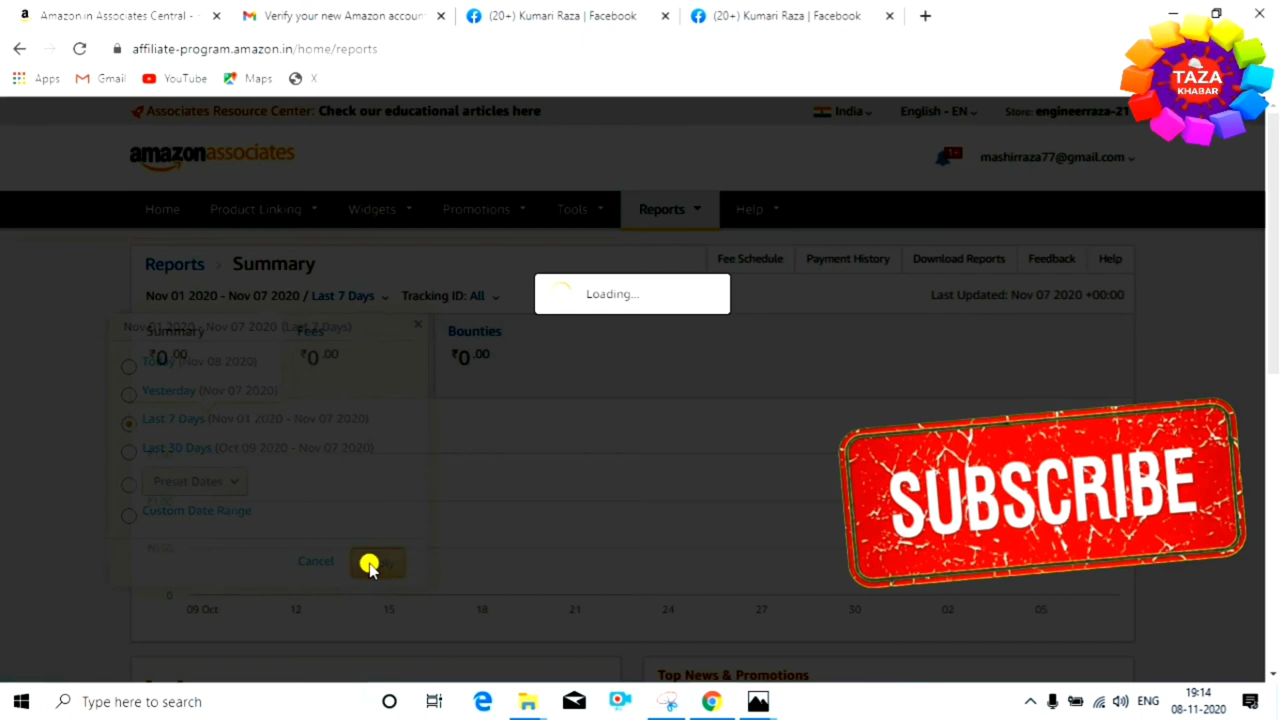 Amazon.in Associates Central -
Verify your new Amazon account
(20+) Kumari Raza | Facebook
(20+) Kumari Raza | Facebook
affiliate-program.amazon.in/home/reports
Apps
Gmail
YouTube
Maps
X
TAZA
KHABAR
Associates Resource Center: Check our educational articles here
India
English - EN
Store: engineerraza-21
amazonassociates
1+
mashirraza77@gmail.com
Home
Product Linking
Widgets
Promotions
Tools
Reports
Help
Reports › Summary
Fee Schedule
Payment History
Download Reports
Feedback
Help
Nov 01 2020 - Nov 07 2020 / Last 7 Days
Tracking ID: All
Loading...
Last Updated: Nov 07 2020 +00:00
Nov 01 2020 - Nov 07 2020 (Last 7 Days)
Summary
Fees
Bounties
₹0.00
₹0.00
₹0.00
Today (Nov 08 2020)
Yesterday (Nov 07 2020)
Last 7 Days (Nov 01 2020 - Nov 07 2020)
Last 30 Days (Oct 09 2020 - Nov 07 2020)
Preset Dates
Custom Date Range
Cancel
SUBSCRIBE
0
09 Oct
12
15
18
21
24
27
30
02
05
Top News & Promotions
Type here to search
ENG
19:14
08-11-2020